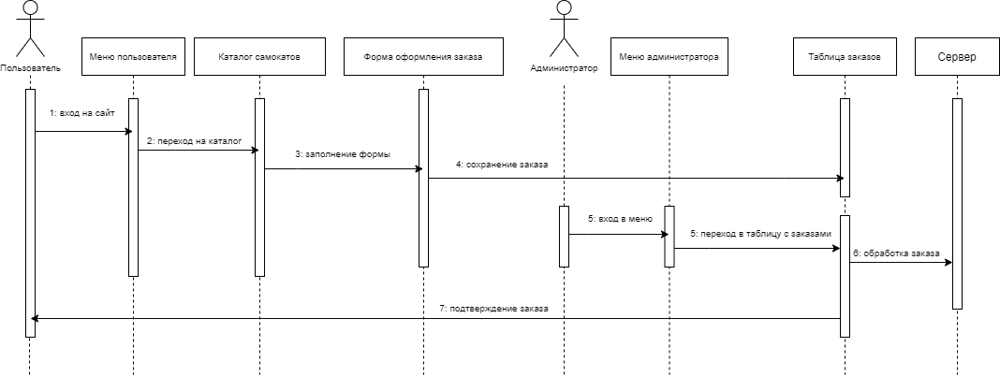 Пользователь
Меню пользователя
Каталог самокатов
Форма оформления заказа
Администратор
Меню администратора
Таблица заказов
Сервер
1: вход на сайт
2: переход на каталог
3: заполнение формы
4: сохранение заказа
5: вход в меню
5: переход в таблицу с заказами
6: обработка заказа
7: подтверждение заказа